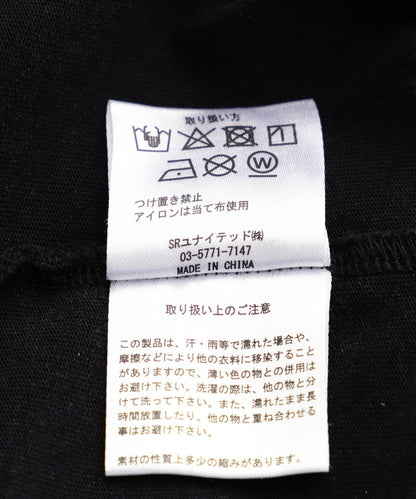 取り扱い方
W
つけ置き禁止
アイロンは当て布使用
SRユナイテッド㈱
03-5771-7147
MADE IN CHINA
取り扱い上のご注意
この製品は、汗・雨等で濡れた場合や、
摩擦などにより他の衣料に移染すること
がありますので、薄い色の物との併用は
お避け下さい。洗濯の際は、他の物と分
けて洗って下さい。また、濡れたまま長
時間放置したり、他の物と重ね合わせる
事はお避け下さい。
素材の性質上多少の縮みがあります。